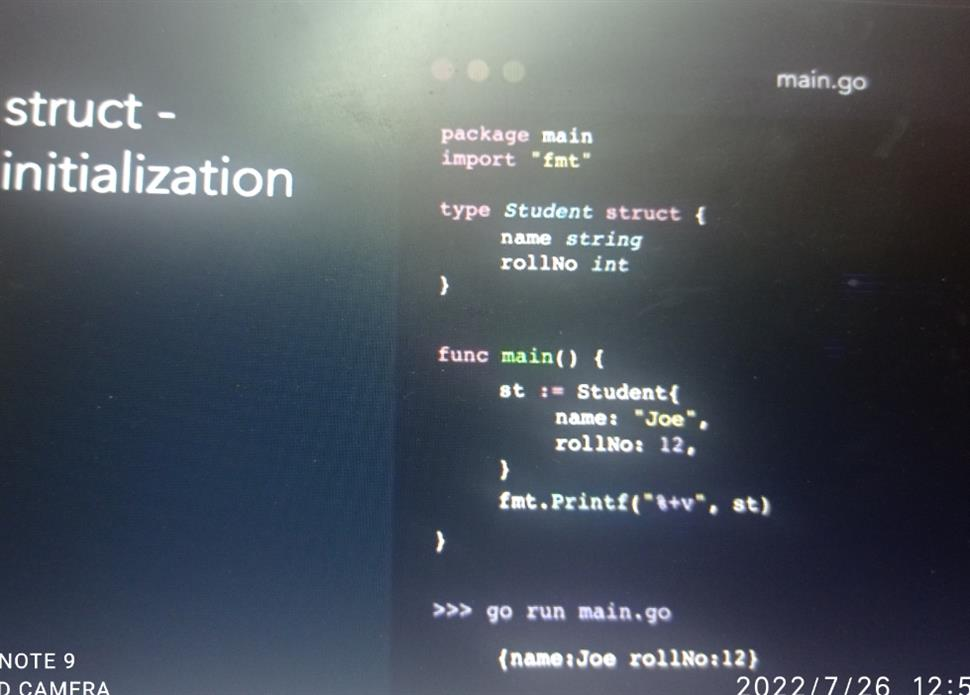 struct -
initialization
main.go
package main
import "fmt"
type Student struct {
name string
rollNo int
}
func main() {
st := Student{
name: "Joe",
rollNo: 12,
}
fmt.Printf("%+v", st)
}
>>> go run main.go
{name:Joe rollNo:12}
NOTE 9
D CAMERA
2022/7/26 12:5